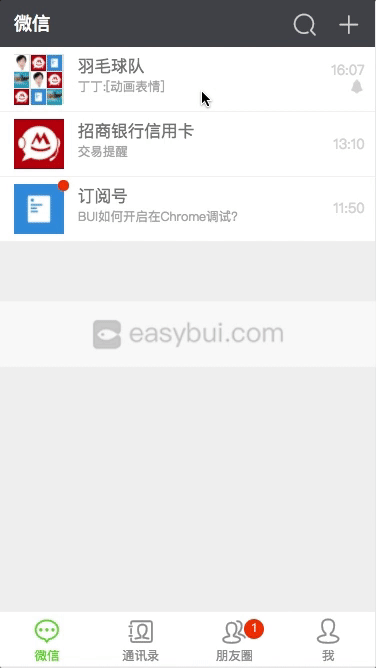 微信
羽毛球队
16:07
丁丁:[动画表情]
招商银行信用卡
13:10
交易提醒
订阅号
11:50
BUI如何开启在Chrome调试?
easybui.com
1
微信
通讯录
朋友圈
我